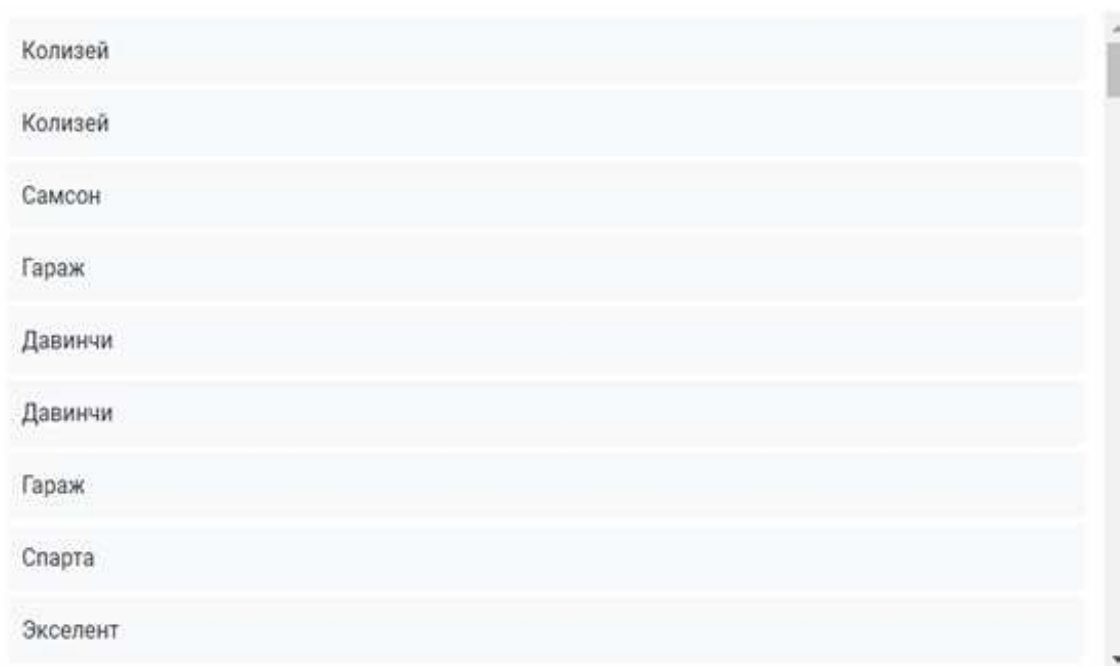 Колизей
Колизей
Самсон
Гараж
Давинчи
Давинчи
Гараж
Спарта
Экселент